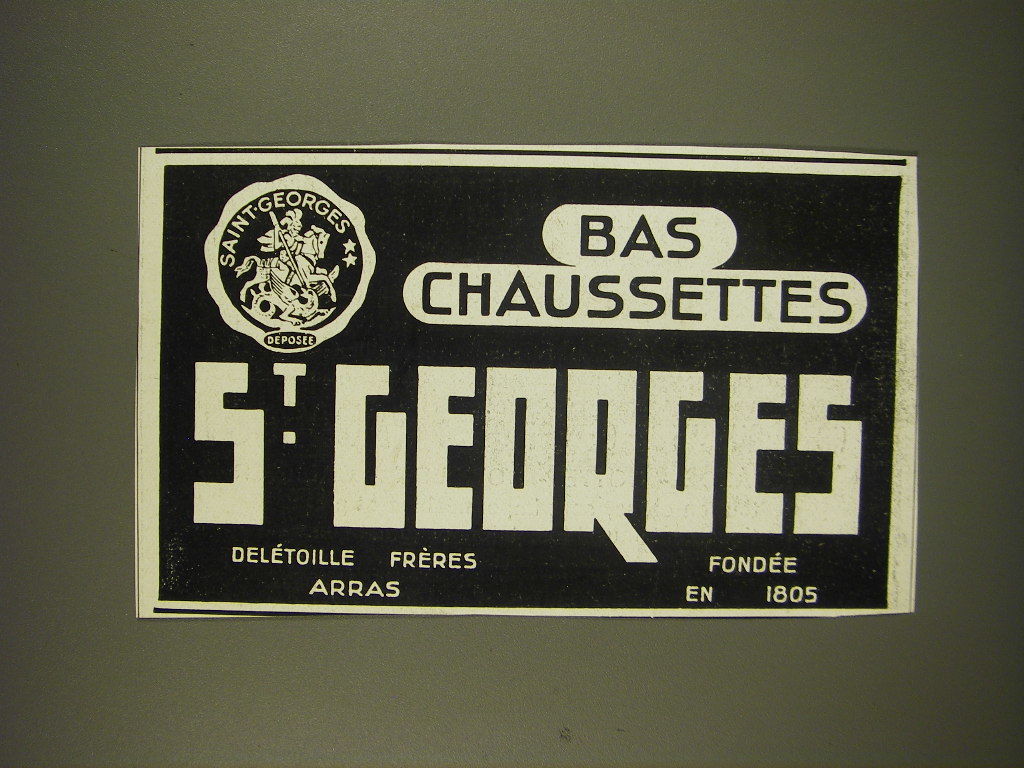 SAINT-GEORGES
DEPOSÉE
BAS
CHAUSSETTES
ST. GEORGES
DELÉTOILLE FRÈRES
ARRAS
FONDÉE
EN 1805